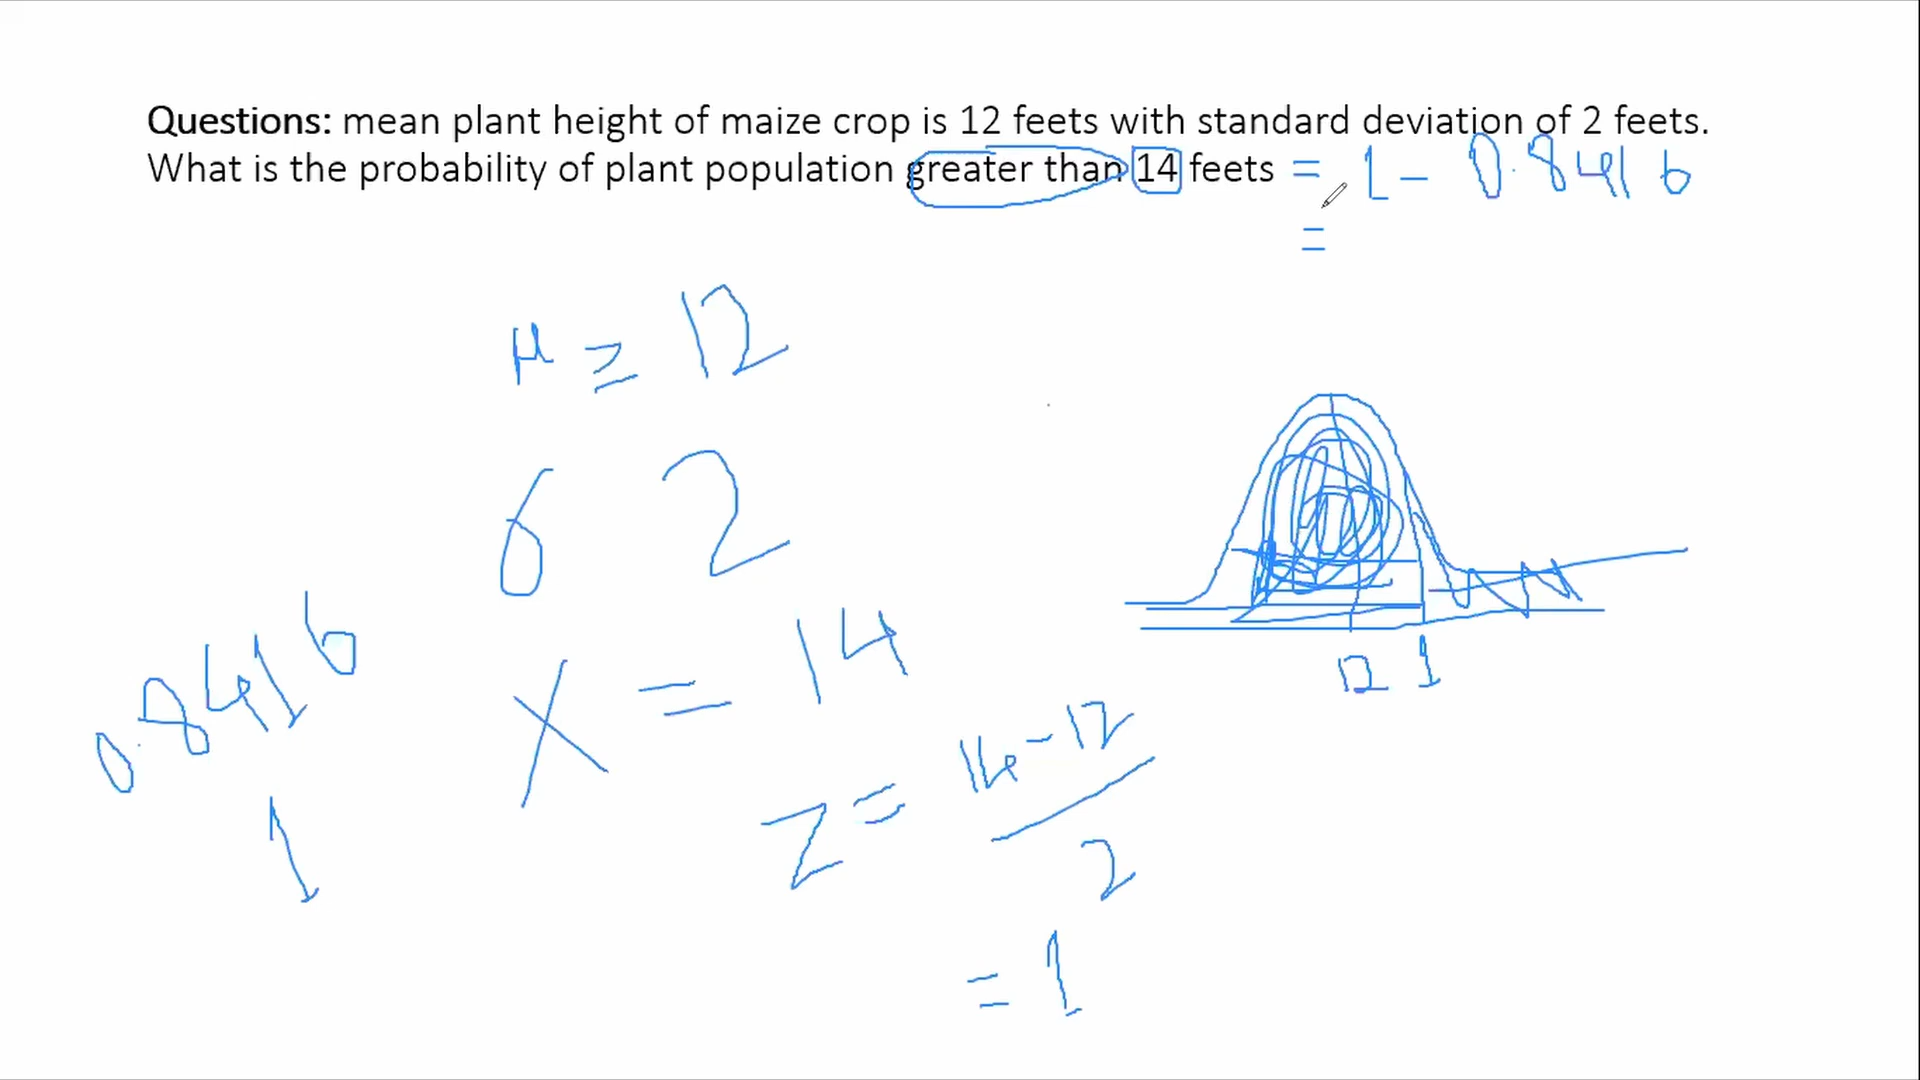 Questions: mean plant height of maize crop is 12 feets with standard deviation of 2 feets.
What is the probability of plant population greater than 14 feets = 1 - 0.8416
=
μ = 12
σ 2
X = 14
0.8416
1
Z = 14-12
2
= 1
12 1